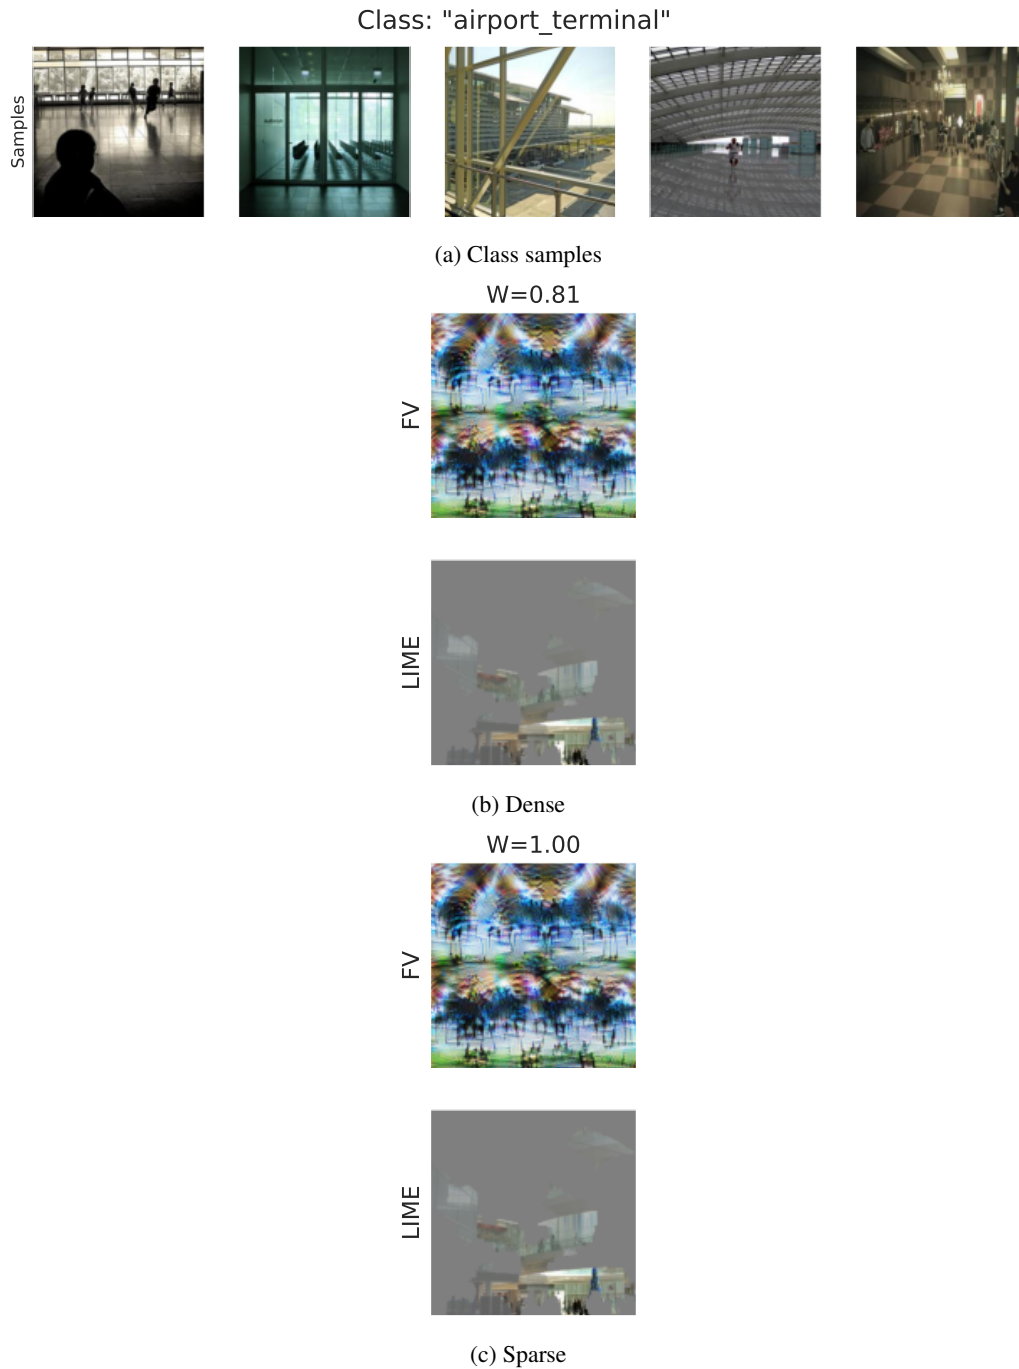 Class: "airport_terminal"
Samples
(a) Class samples
W=0.81
FV
LIME
(b) Dense
W=1.00
FV
LIME
(c) Sparse